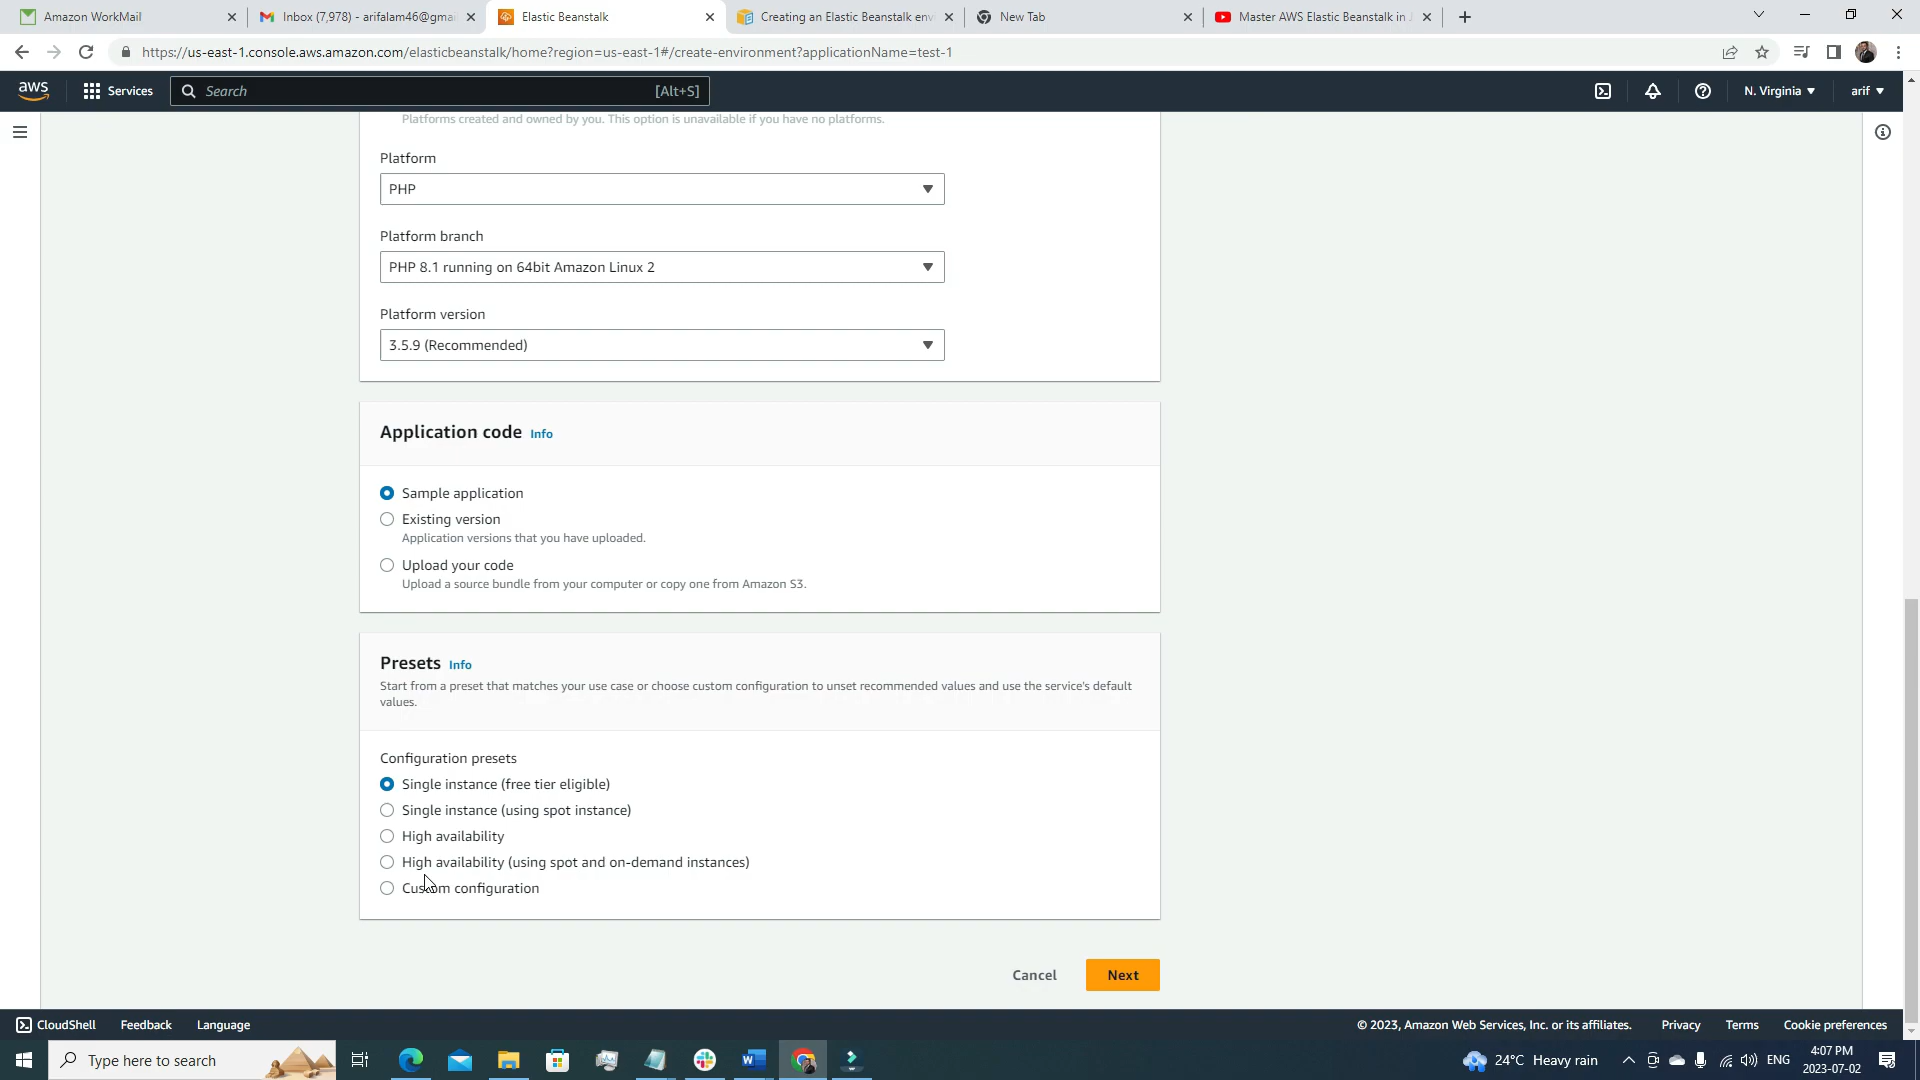 Amazon WorkMail
Inbox (7,978) - arifalam46@gmai
Elastic Beanstalk
Creating an Elastic Beanstalk env
New Tab
Master AWS Elastic Beanstalk in
https://us-east-1.console.aws.amazon.com/elasticbeanstalk/home?region=us-east-1#/create-environment?applicationName=test-1
aws
Services
Search
[Alt+S]
N. Virginia
arif
Platforms created and owned by you. This option is unavailable if you have no platforms.
Platform
PHP
Platform branch
PHP 8.1 running on 64bit Amazon Linux 2
Platform version
3.5.9 (Recommended)
Application code Info
Sample application
Existing version
Application versions that you have uploaded.
Upload your code
Upload a source bundle from your computer or copy one from Amazon S3.
Presets Info
Start from a preset that matches your use case or choose custom configuration to unset recommended values and use the service's default
values.
Configuration presets
Single instance (free tier eligible)
Single instance (using spot instance)
High availability
High availability (using spot and on-demand instances)
Custom configuration
Cancel
Next
CloudShell
Feedback
Language
© 2023, Amazon Web Services, Inc. or its affiliates.
Privacy
Terms
Cookie preferences
Type here to search
24°C Heavy rain
ENG
4:07 PM
2023-07-02